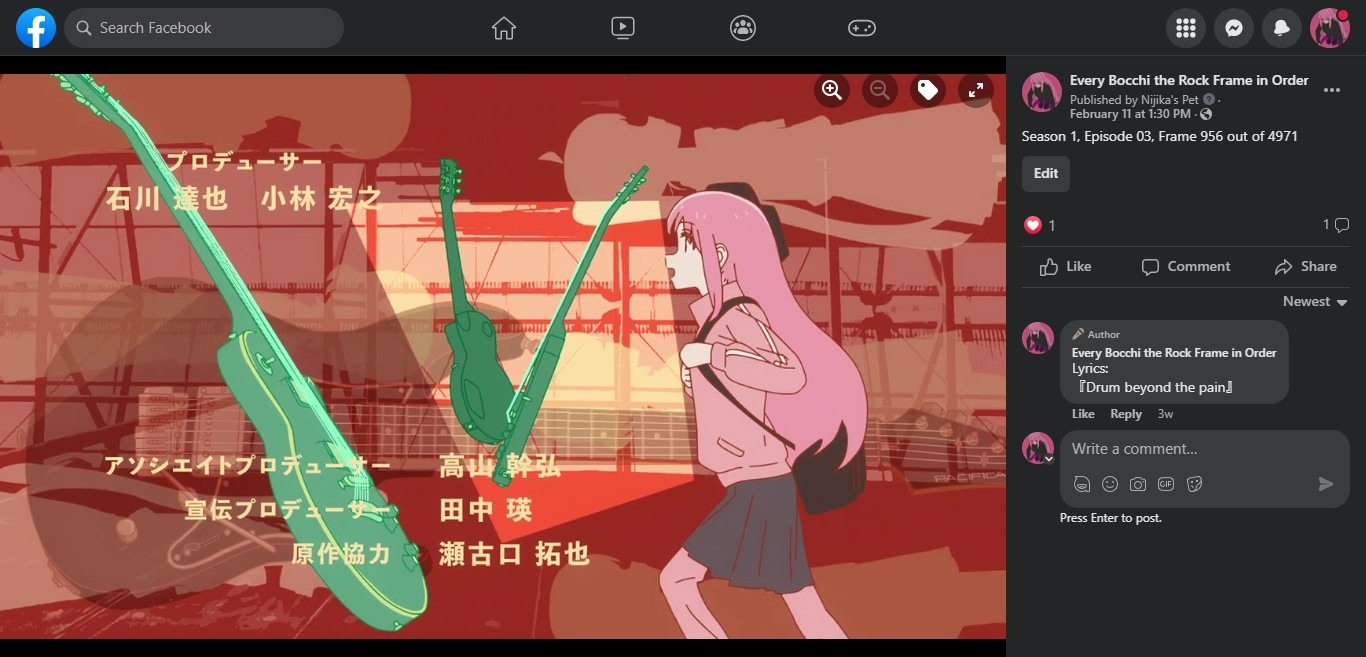 Search Facebook
プロデューサー
石川 達也　小林 宏之
アソシエイトプロデューサー　高山 幹弘
宣伝プロデューサー　田中 瑛
原作協力　瀬古口 拓也
PACIFICA
Every Bocchi the Rock Frame in Order
Published by Nijika's Pet ·
February 11 at 1:30 PM ·
Season 1, Episode 03, Frame 956 out of 4971
Edit
1
1
Like Comment Share
Newest
Author
Every Bocchi the Rock Frame in Order
Lyrics:
『Drum beyond the pain』
Like Reply 3w
Write a comment...
GIF
Press Enter to post.